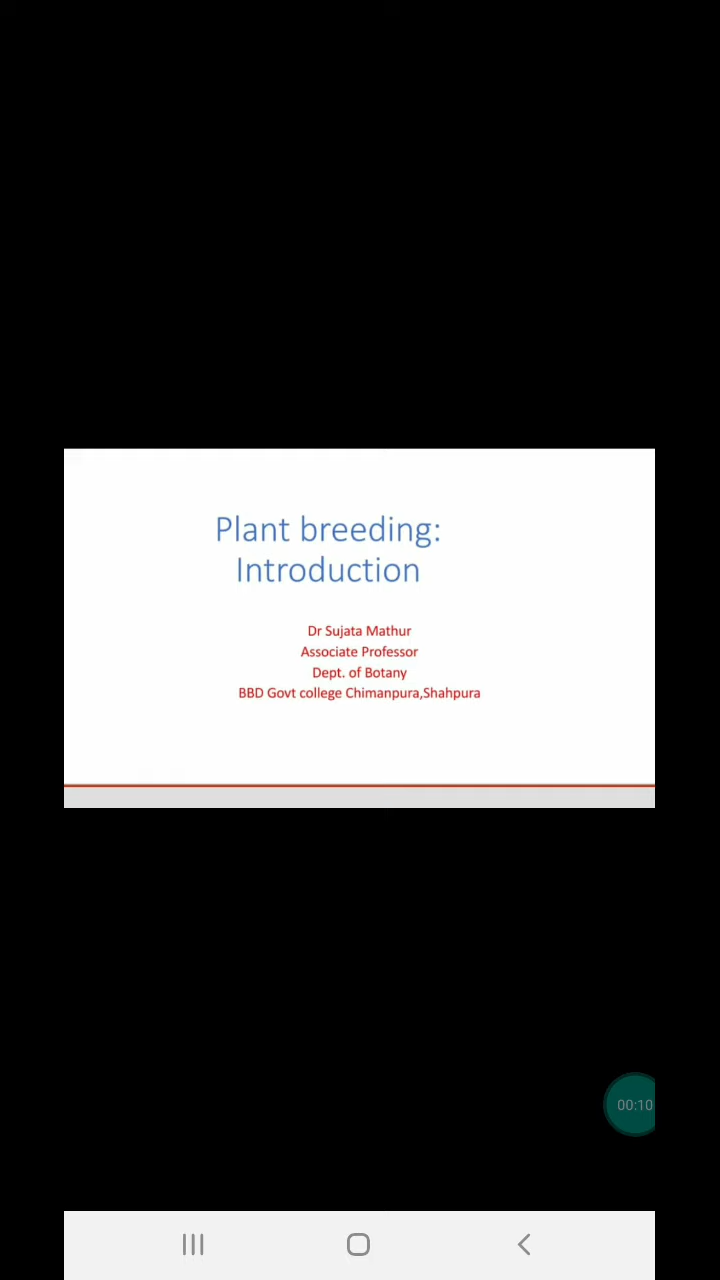 Plant breeding:
Introduction
Dr Sujata Mathur
Associate Professor
Dept. of Botany
BBD Govt college Chimanpura,Shahpura
00:10